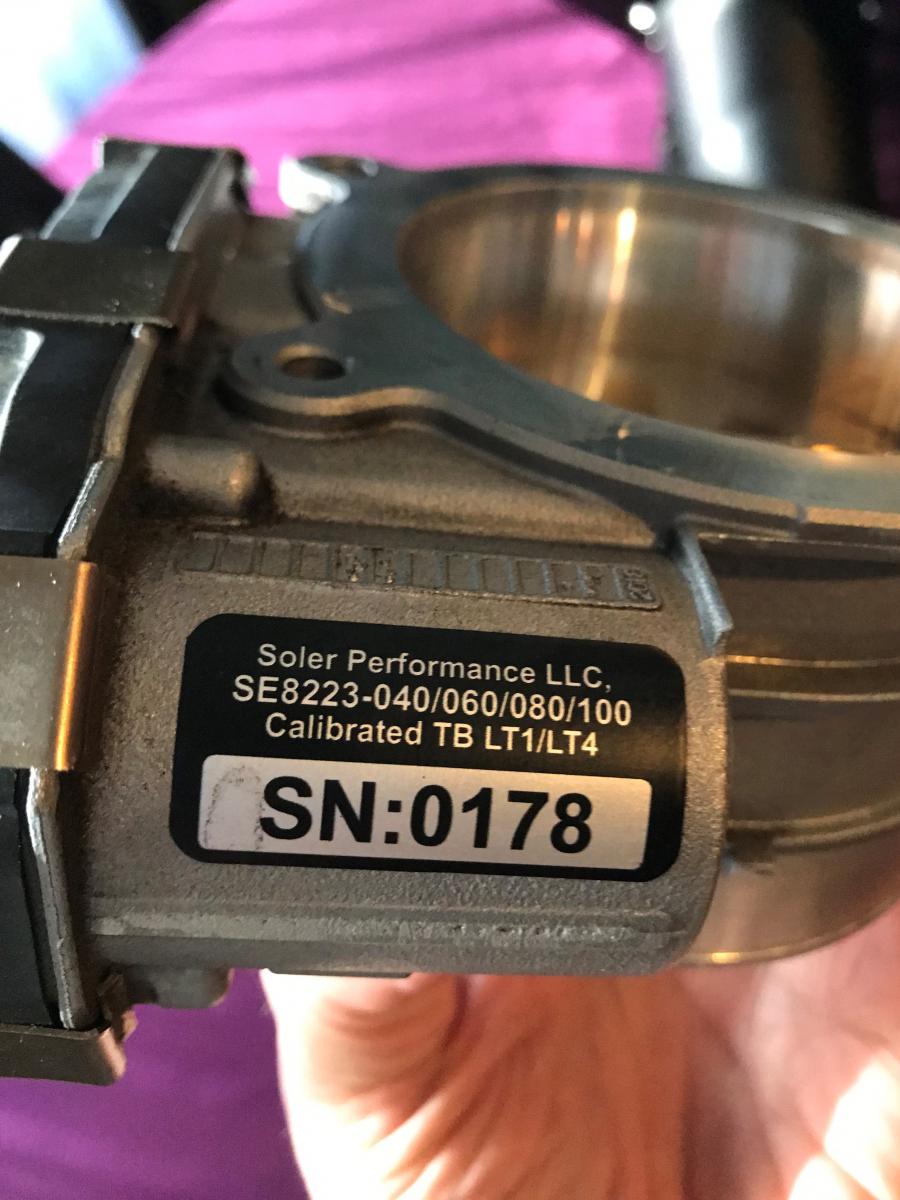 Soler Performance LLC,
SE8223-040/060/080/100
Calibrated TB LT1/LT4
SN:0178